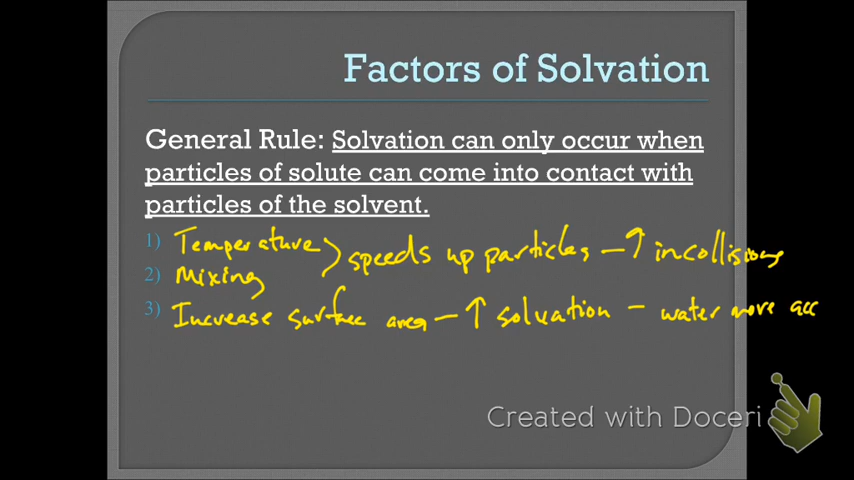 Factors of Solvation
General Rule: Solvation can only occur when
particles of solute can come into contact with
particles of the solvent.
1) Temperature } speeds up particles - ↑ in collisions
2) Mixing
3) Increase surface area - ↑ solvation - water more acc
Created with Doceri